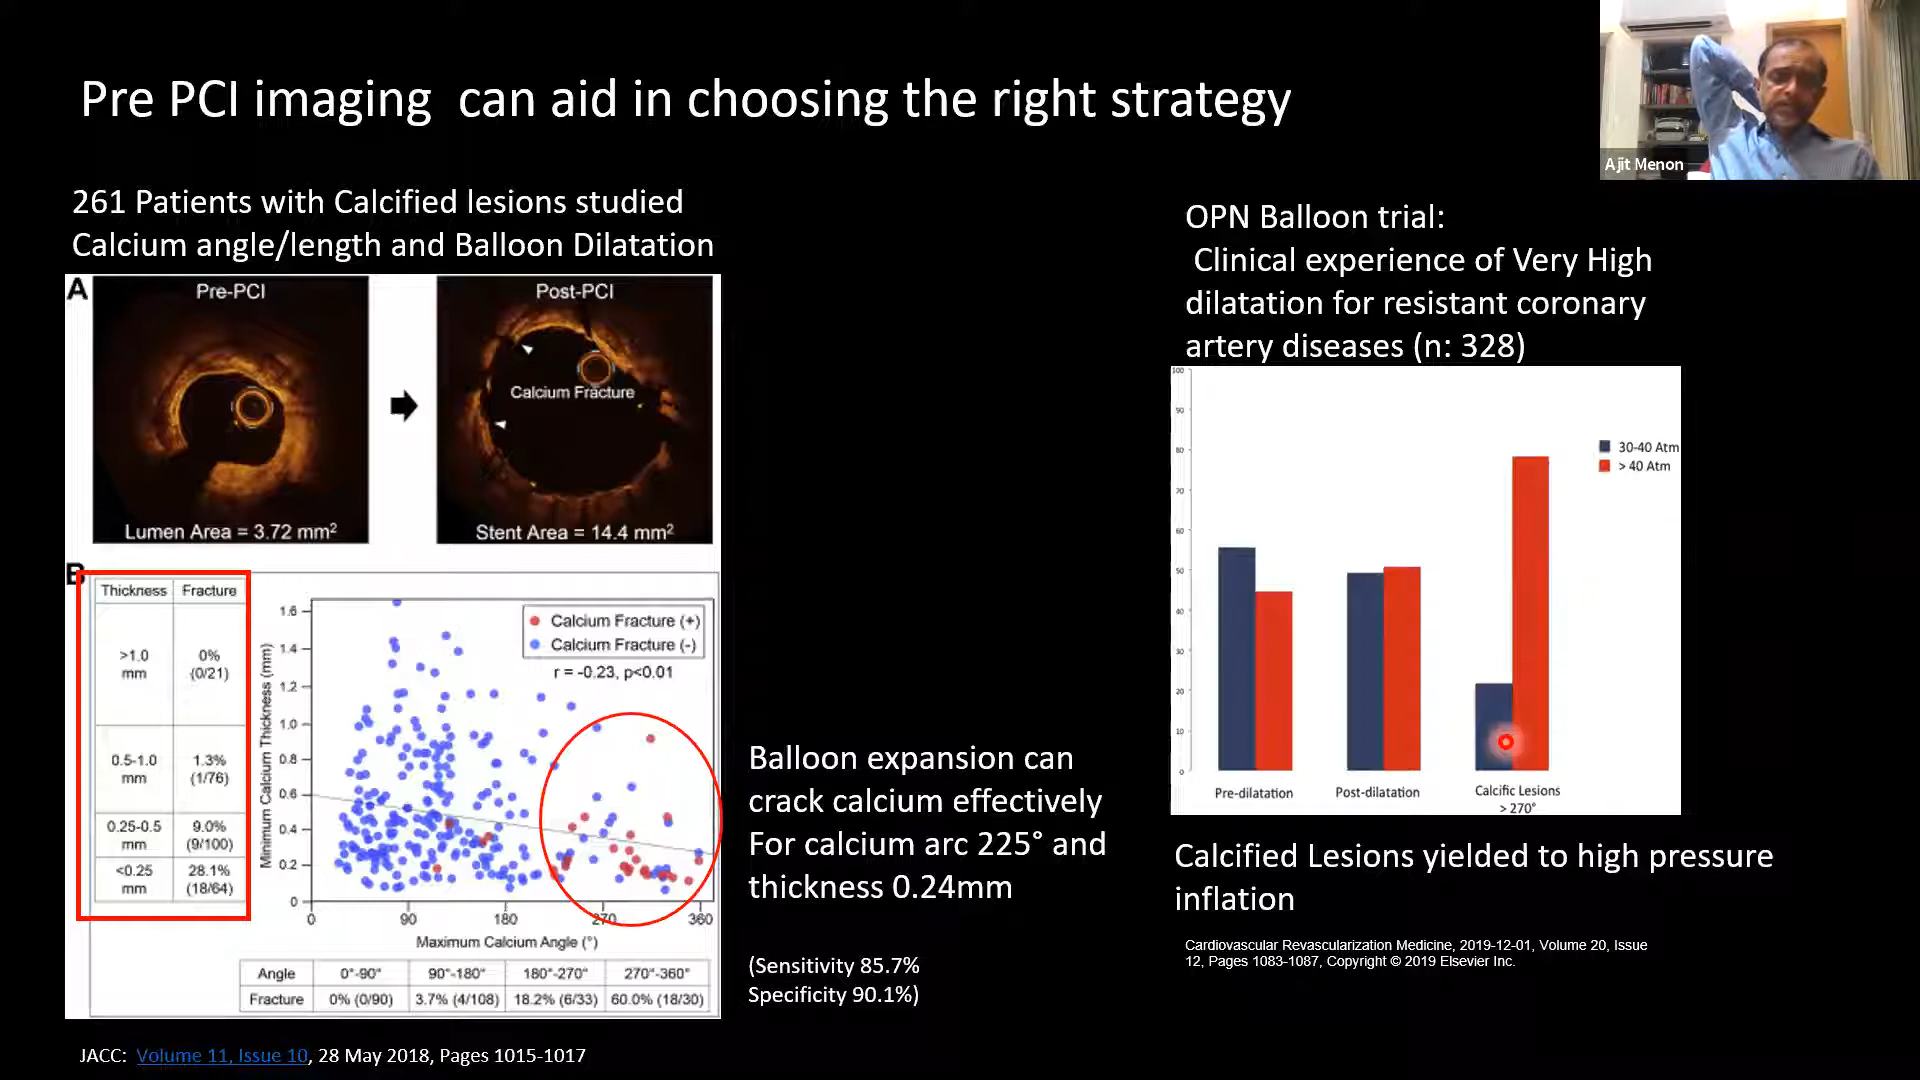 Pre PCI imaging can aid in choosing the right strategy
Ajit Menon
261 Patients with Calcified lesions studied
Calcium angle/length and Balloon Dilatation
A
Pre-PCI
Post-PCI
Calcium Fracture
Lumen Area = 3.72 mm²
Stent Area = 14.4 mm²
B
Thickness Fracture
>1.0 mm 0% (0/21)
0.5-1.0 mm 1.3% (1/76)
0.25-0.5 mm 9.0% (9/100)
<0.25 mm 28.1% (18/64)
Minimum Calcium Thickness (mm)
1.6
1.4
1.2
1.0
0.8
0.6
0.4
0.2
0
Calcium Fracture (+)
Calcium Fracture (-)
r = -0.23, p<0.01
0 90 180 270 360
Maximum Calcium Angle (°)
Angle 0°-90° 90°-180° 180°-270° 270°-360°
Fracture 0% (0/90) 3.7% (4/108) 18.2% (6/33) 60.0% (18/30)
JACC: Volume 11, Issue 10, 28 May 2018, Pages 1015-1017
Balloon expansion can
crack calcium effectively
For calcium arc 225° and
thickness 0.24mm
(Sensitivity 85.7%
Specificity 90.1%)
OPN Balloon trial:
Clinical experience of Very High
dilatation for resistant coronary
artery diseases (n: 328)
100
90
80
70
60
50
40
30
20
10
0
30-40 Atm
> 40 Atm
Pre-dilatation
Post-dilatation
Calcific Lesions
> 270°
Calcified Lesions yielded to high pressure
inflation
Cardiovascular Revascularization Medicine, 2019-12-01, Volume 20, Issue
12, Pages 1083-1087, Copyright © 2019 Elsevier Inc.